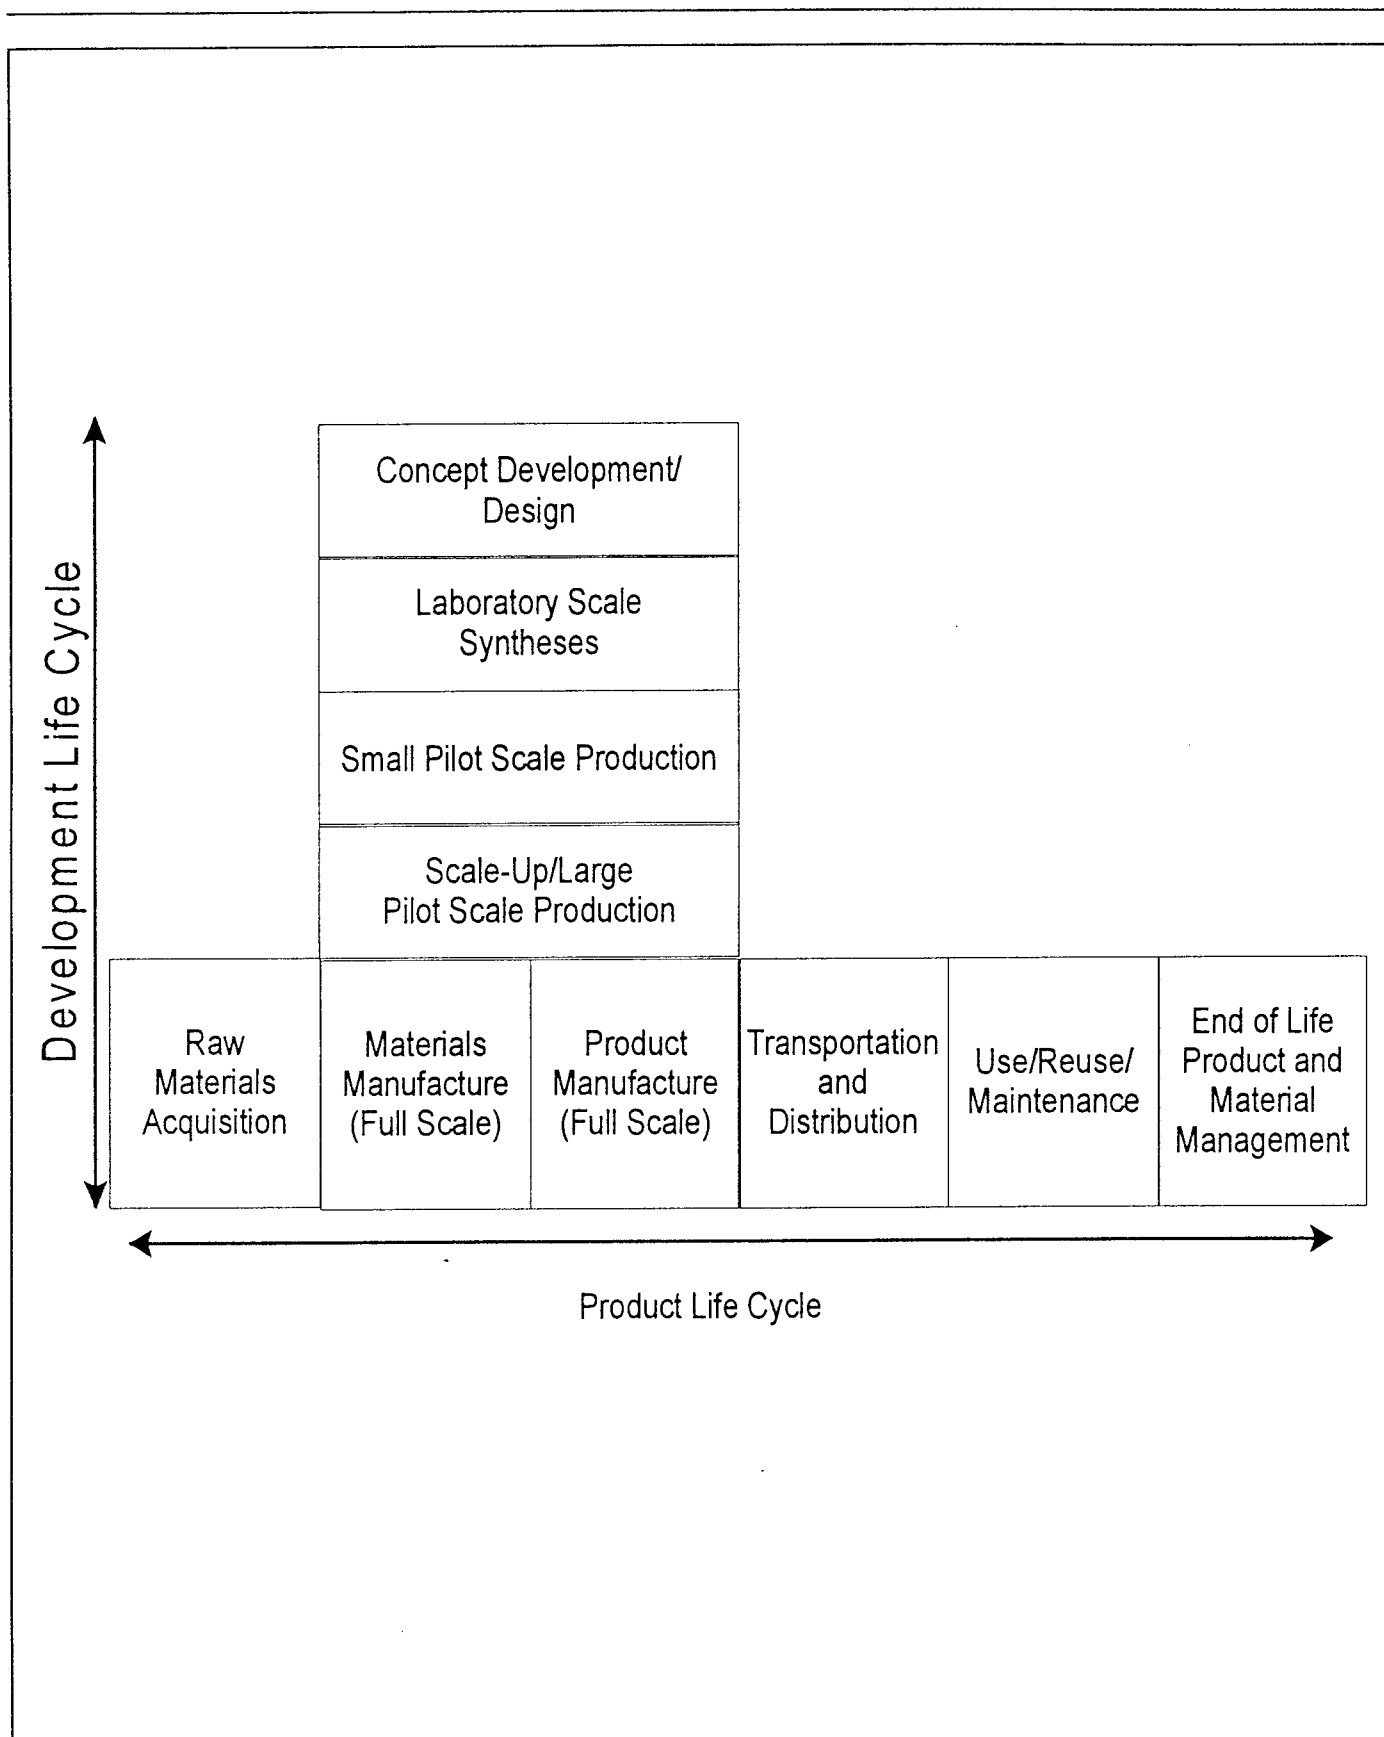 Concept Development/
Design
Laboratory Scale
Syntheses
Small Pilot Scale Production
Scale-Up/Large
Pilot Scale Production
Development Life Cycle
Raw
Materials
Acquisition
Materials
Manufacture
(Full Scale)
Product
Manufacture
(Full Scale)
Transportation
and
Distribution
Use/Reuse/
Maintenance
End of Life
Product and
Material
Management
Product Life Cycle